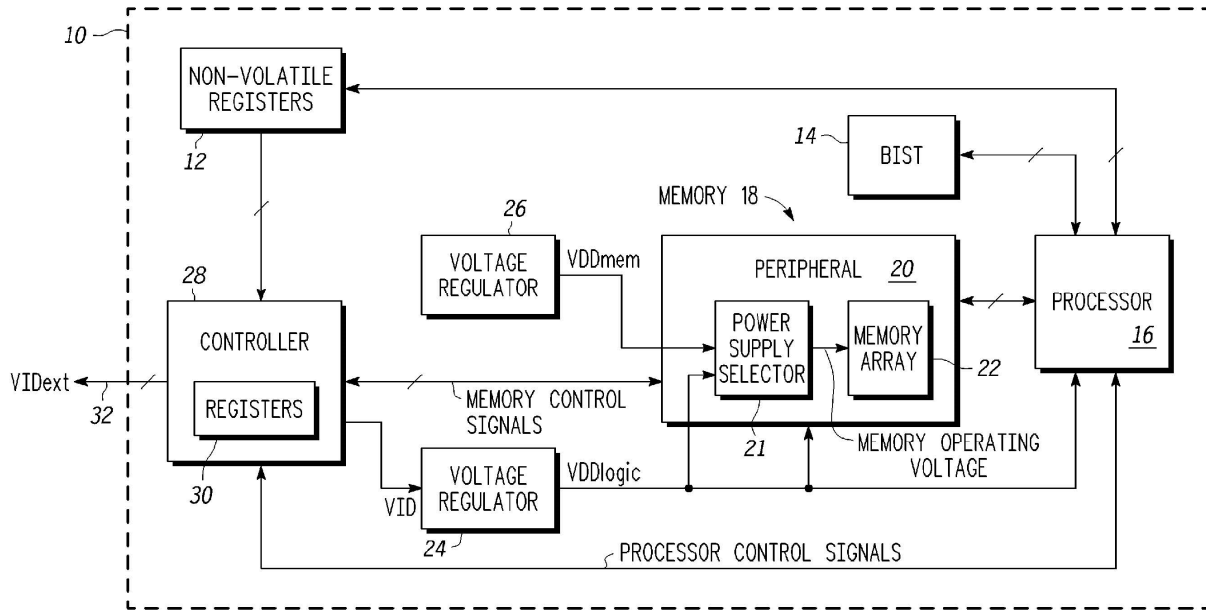 10
NON-VOLATILE
REGISTERS
12
14
BIST
MEMORY 18
26
VOLTAGE
REGULATOR
VDDmem
PERIPHERAL
20
POWER
SUPPLY
SELECTOR
21
MEMORY
ARRAY
22
PROCESSOR
16
28
CONTROLLER
REGISTERS
30
VIDext
32
MEMORY CONTROL
SIGNALS
MEMORY OPERATING
VOLTAGE
VID
VOLTAGE
REGULATOR
24
VDDlogic
PROCESSOR CONTROL SIGNALS